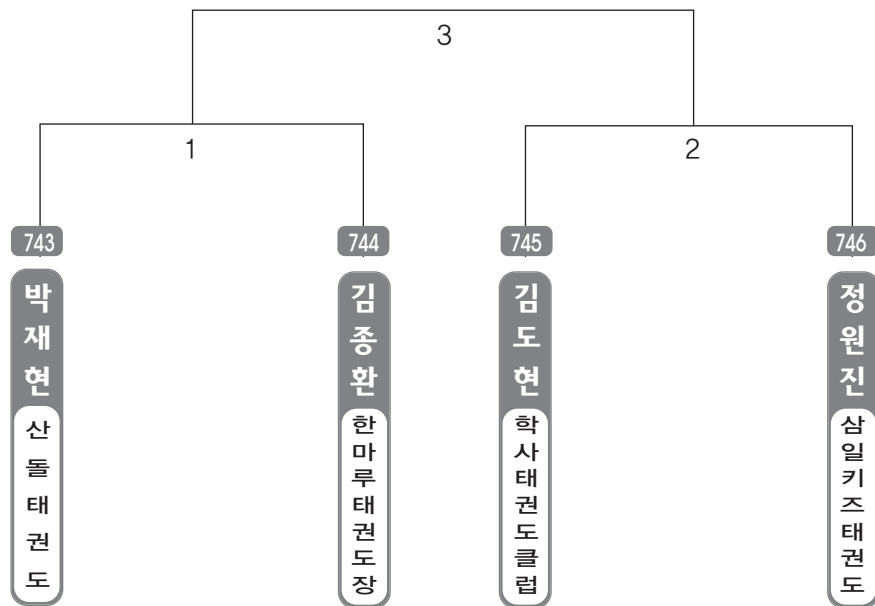 3
1
2
743
744
745
746
박재현
김종환
김도현
정원진
산돌태권도
한마루태권도장
학사태권도클럽
삼일키즈태권도